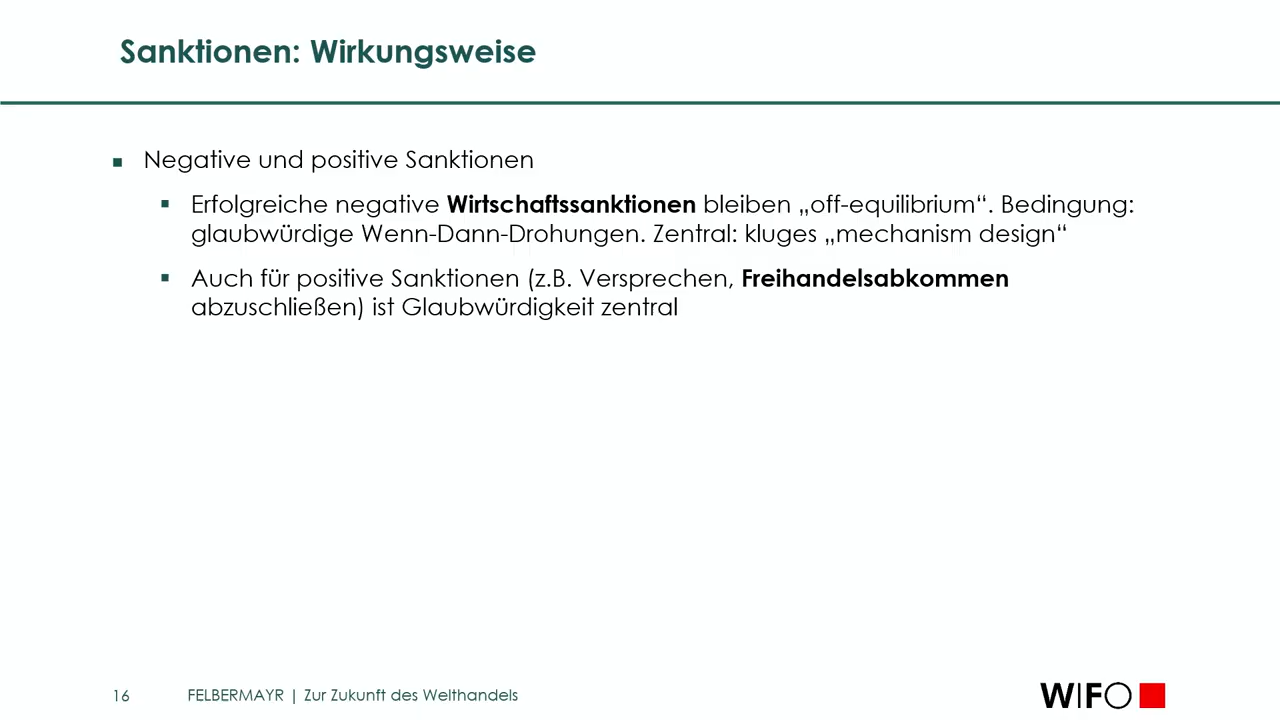 Sanktionen: Wirkungsweise
Negative und positive Sanktionen
Erfolgreiche negative Wirtschaftssanktionen bleiben „off-equilibrium“. Bedingung:
glaubwürdige Wenn-Dann-Drohungen. Zentral: kluges „mechanism design“
Auch für positive Sanktionen (z.B. Versprechen, Freihandelsabkommen
abzuschließen) ist Glaubwürdigkeit zentral
16 FELBERMAYR | Zur Zukunft des Welthandels
WIFO